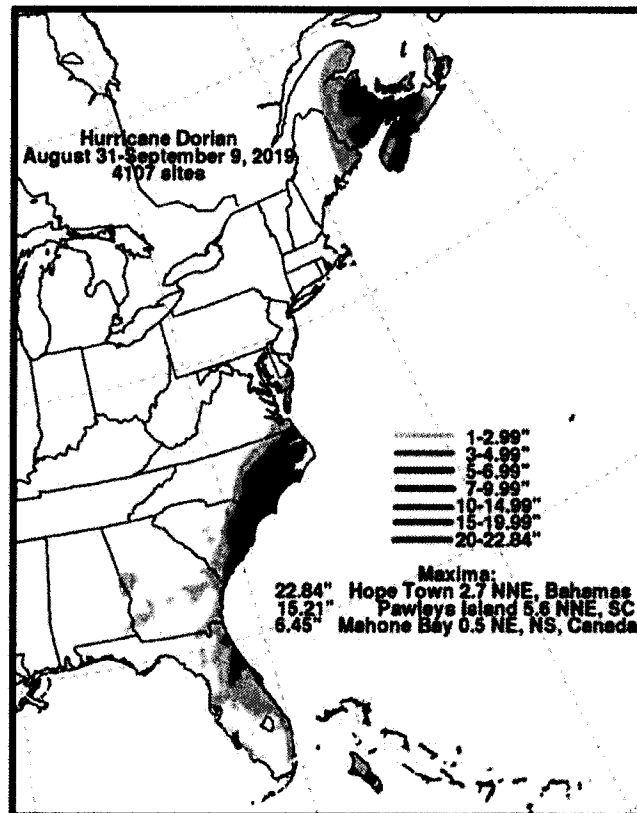 Hurricane Dorian
August 31-September 9, 2019
4107 sites
1-2.99"
3-4.99"
5-6.99"
7-9.99"
10-14.99"
15-19.99"
20-22.84"
Maxima:
22.84" Hope Town 2.7 NNE, Bahamas
15.21" Pawleys Island 5.6 NNE, SC
6.45" Mahone Bay 0.5 NE, NS, Canada